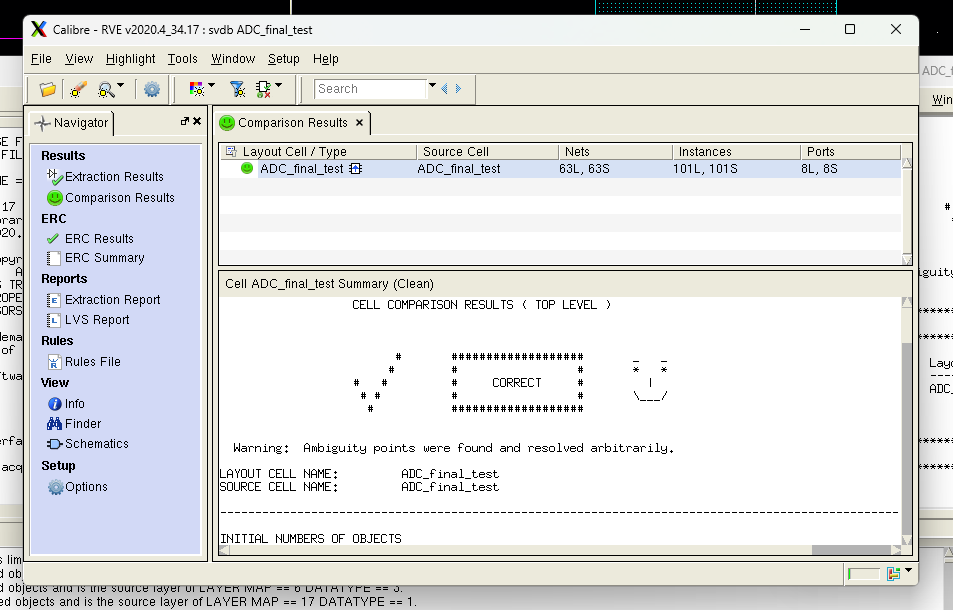 Calibre - RVE v2020.4_34.17 : svdb ADC_final_test
File View Highlight Tools Window Setup Help
Search
Navigator
Results
Extraction Results
Comparison Results
ERC
ERC Results
ERC Summary
Reports
Extraction Report
LVS Report
Rules
Rules File
View
Info
Finder
Schematics
Setup
Options
Comparison Results
Layout Cell / Type Source Cell Nets Instances Ports
ADC_final_test ADC_final_test 63L, 63S 101L, 101S 8L, 8S
Cell ADC_final_test Summary (Clean)
CELL COMPARISON RESULTS ( TOP LEVEL )
CORRECT
Warning: Ambiguity points were found and resolved arbitrarily.
LAYOUT CELL NAME: ADC_final_test
SOURCE CELL NAME: ADC_final_test
INITIAL NUMBERS OF OBJECTS
d objects and is the source layer of LAYER MAP == 6 DATATYPE == 3.
ed objects and is the source layer of LAYER MAP == 17 DATATYPE == 1.